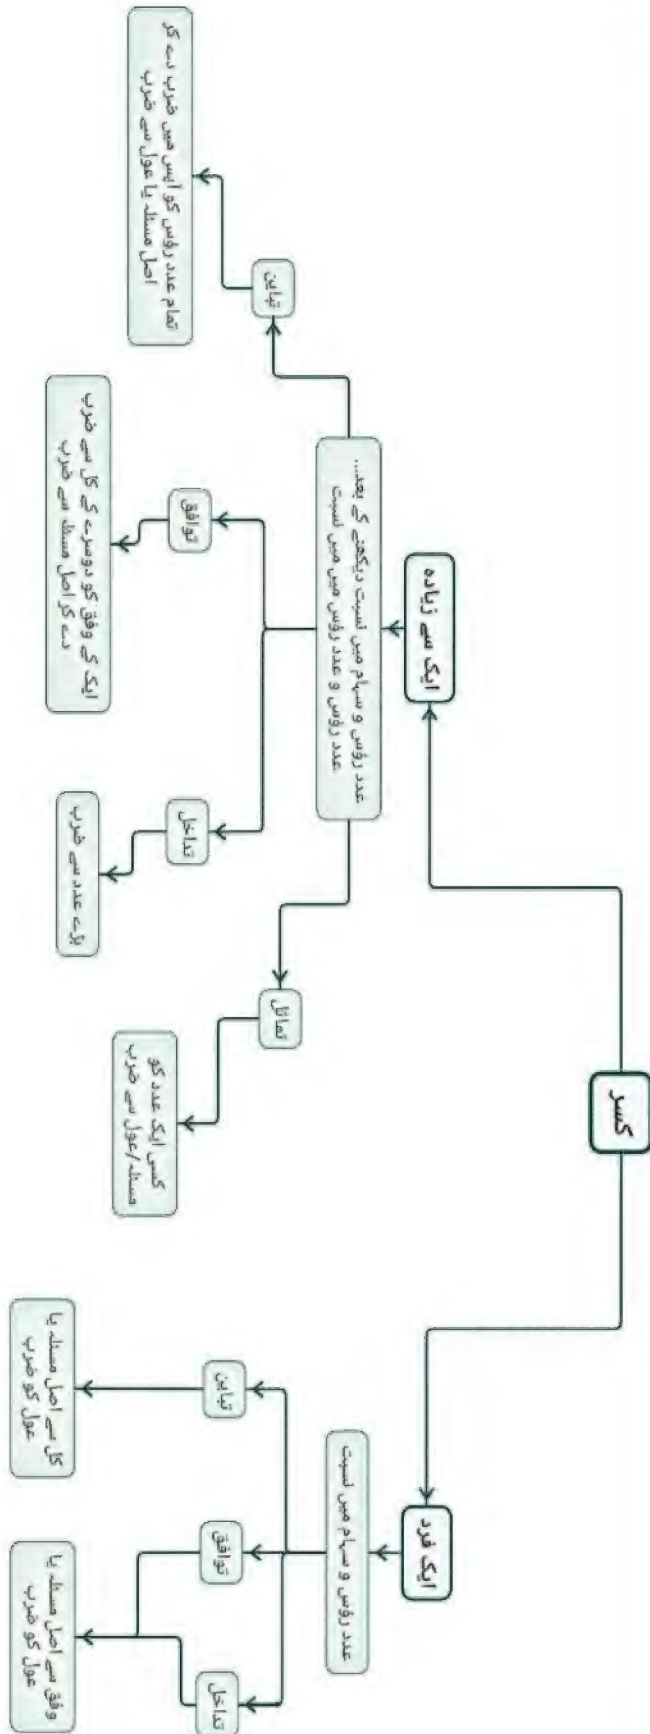 کسر
ایک فرد
عدد رؤس و سہام میں نسبت
تداخل
توافق
تباین
وفق سے اصل مسئلہ یا
عول کو ضرب
کل سے اصل مسئلہ یا
عول کو ضرب
ایک سے زیادہ
عدد رؤس و سہام میں نسبت دیکھنے کے بعد...
عدد رؤس و عدد رؤس میں میں نسبت
تماثل
تداخل
توافق
تباین
کسی ایک عدد کو
مسئلہ/عول سے ضرب
بڑے عدد سے ضرب
ایک کے وفق کو دوسرے کے کل سے ضرب
دے کر اصل مسئلہ سے ضرب
تمام عدد رؤس کو آپس میں ضرب دے کر
اصل مسئلہ یا عول سے ضرب